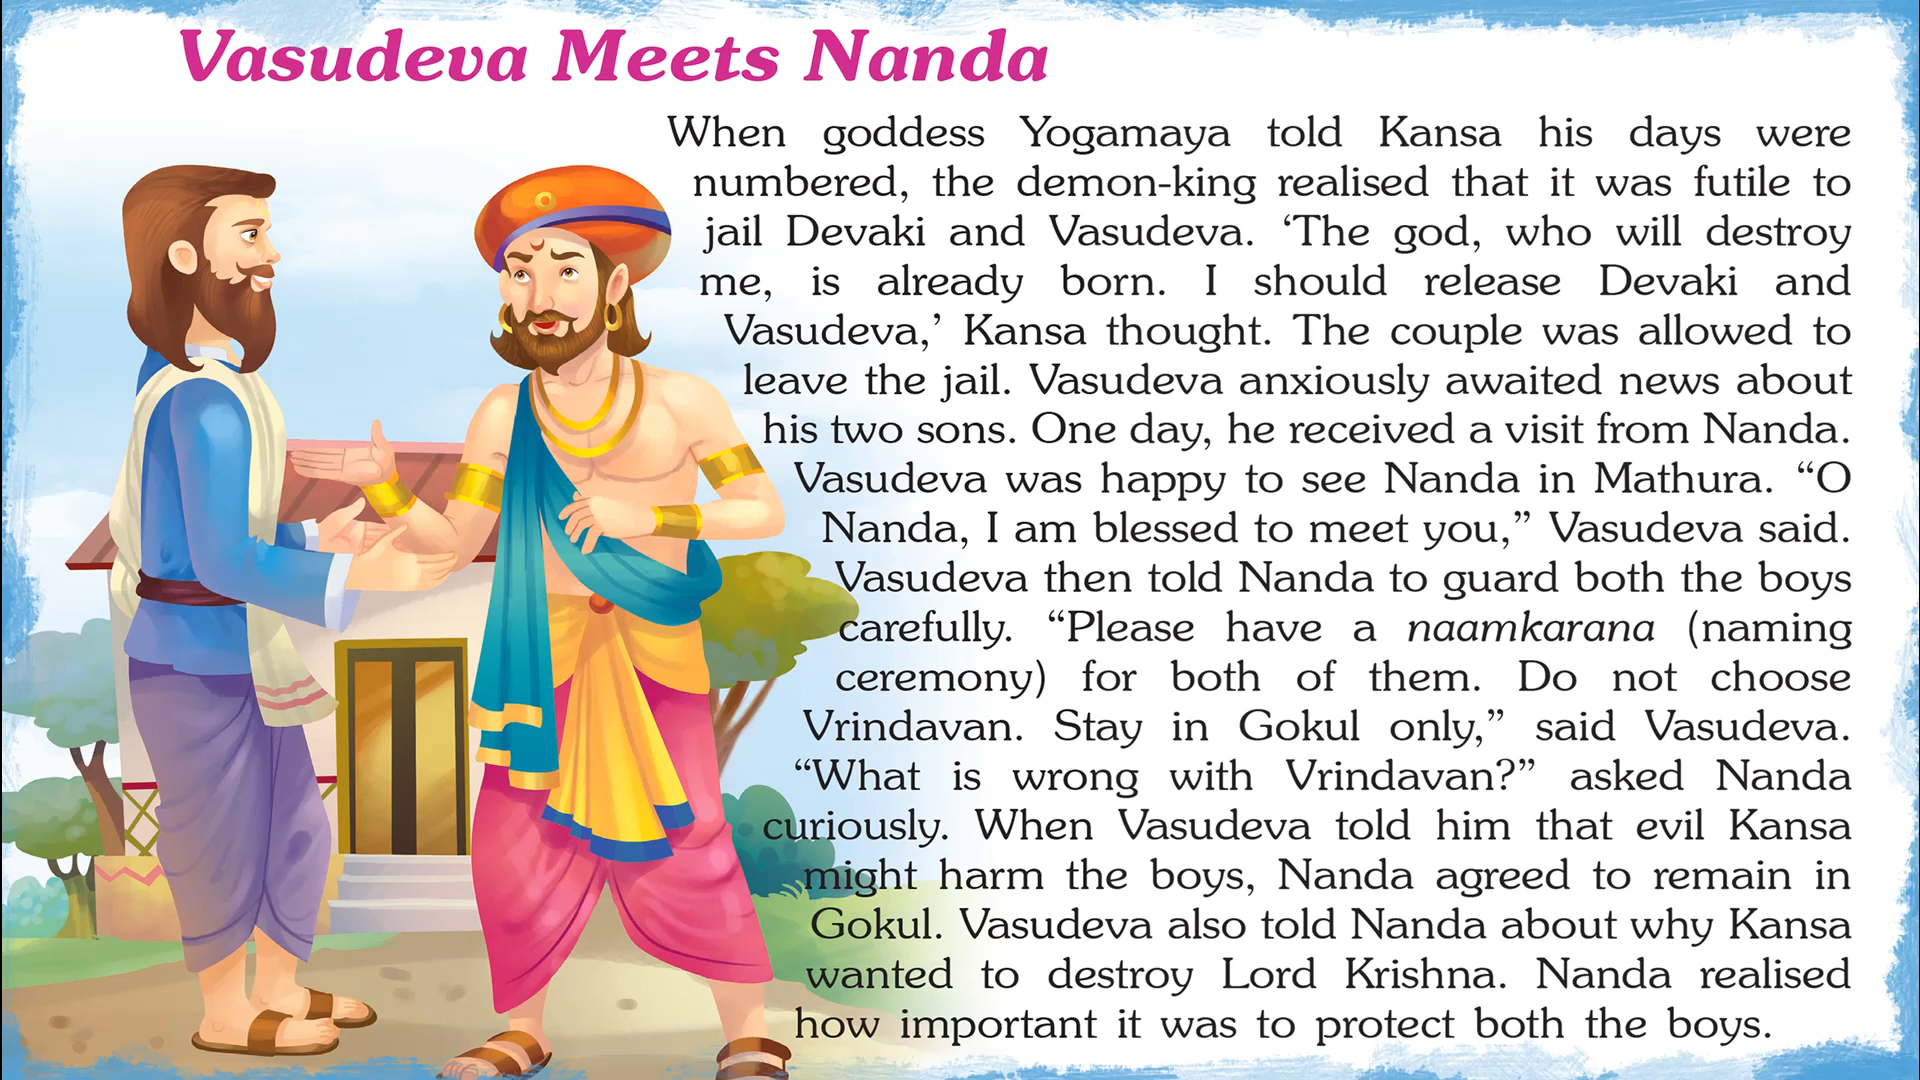 Vasudeva Meets Nanda
When goddess Yogamaya told Kansa his days were
numbered, the demon-king realised that it was futile to
jail Devaki and Vasudeva. ‘The god, who will destroy
me, is already born. I should release Devaki and
Vasudeva,’ Kansa thought. The couple was allowed to
leave the jail. Vasudeva anxiously awaited news about
his two sons. One day, he received a visit from Nanda.
Vasudeva was happy to see Nanda in Mathura. “O
Nanda, I am blessed to meet you,” Vasudeva said.
Vasudeva then told Nanda to guard both the boys
carefully. “Please have a naamkarana (naming
ceremony) for both of them. Do not choose
Vrindavan. Stay in Gokul only,” said Vasudeva.
“What is wrong with Vrindavan?” asked Nanda
curiously. When Vasudeva told him that evil Kansa
might harm the boys, Nanda agreed to remain in
Gokul. Vasudeva also told Nanda about why Kansa
wanted to destroy Lord Krishna. Nanda realised
how important it was to protect both the boys.